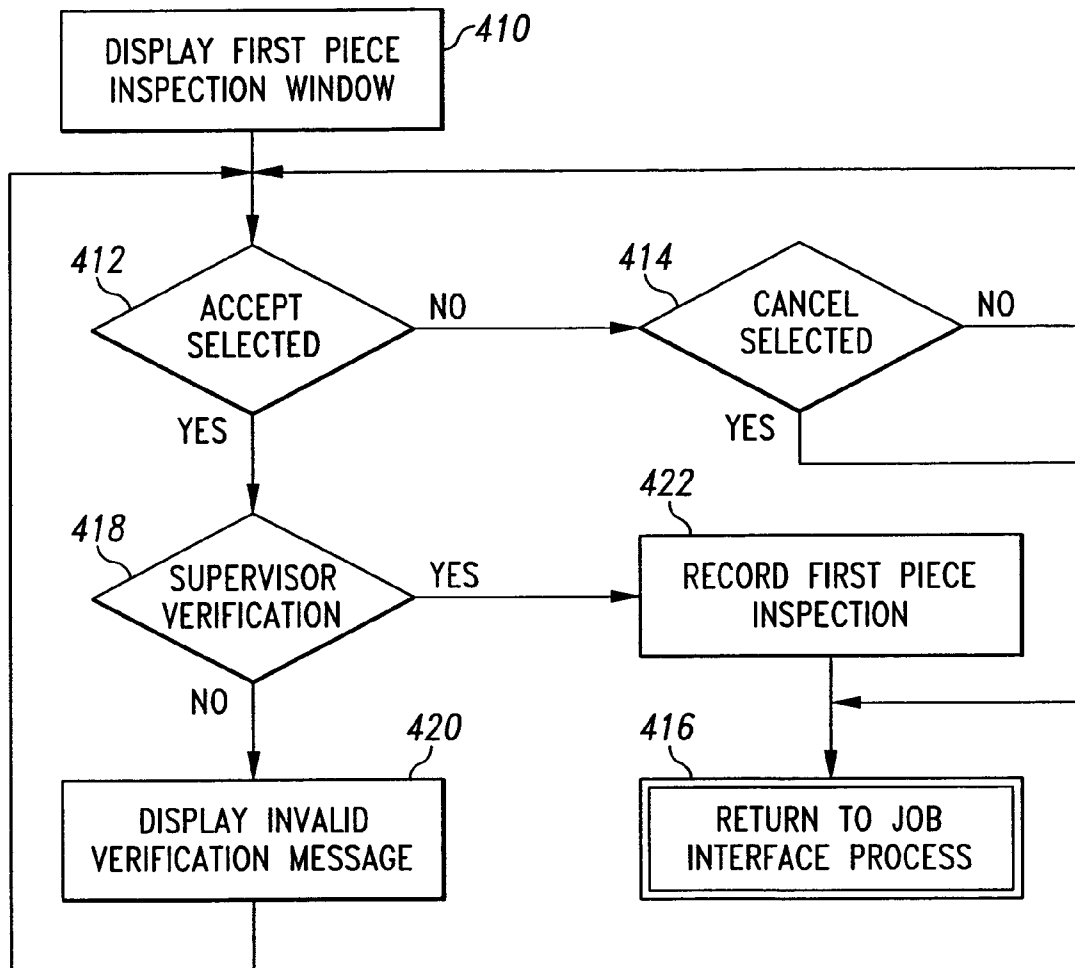 DISPLAY FIRST PIECE
INSPECTION WINDOW
410
412
ACCEPT
SELECTED
NO
YES
414
CANCEL
SELECTED
NO
YES
418
SUPERVISOR
VERIFICATION
YES
NO
422
RECORD FIRST PIECE
INSPECTION
420
DISPLAY INVALID
VERIFICATION MESSAGE
416
RETURN TO JOB
INTERFACE PROCESS